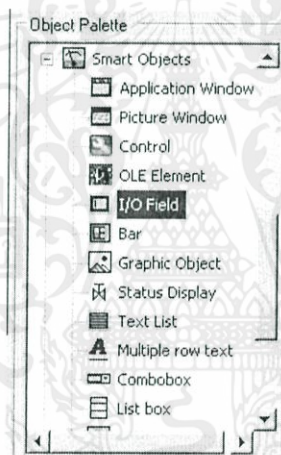 Object Palette
Smart Objects
Application Window
Picture Window
Control
OLE Element
I/O Field
Bar
Graphic Object
Status Display
Text List
Multiple row text
Combobox
List box